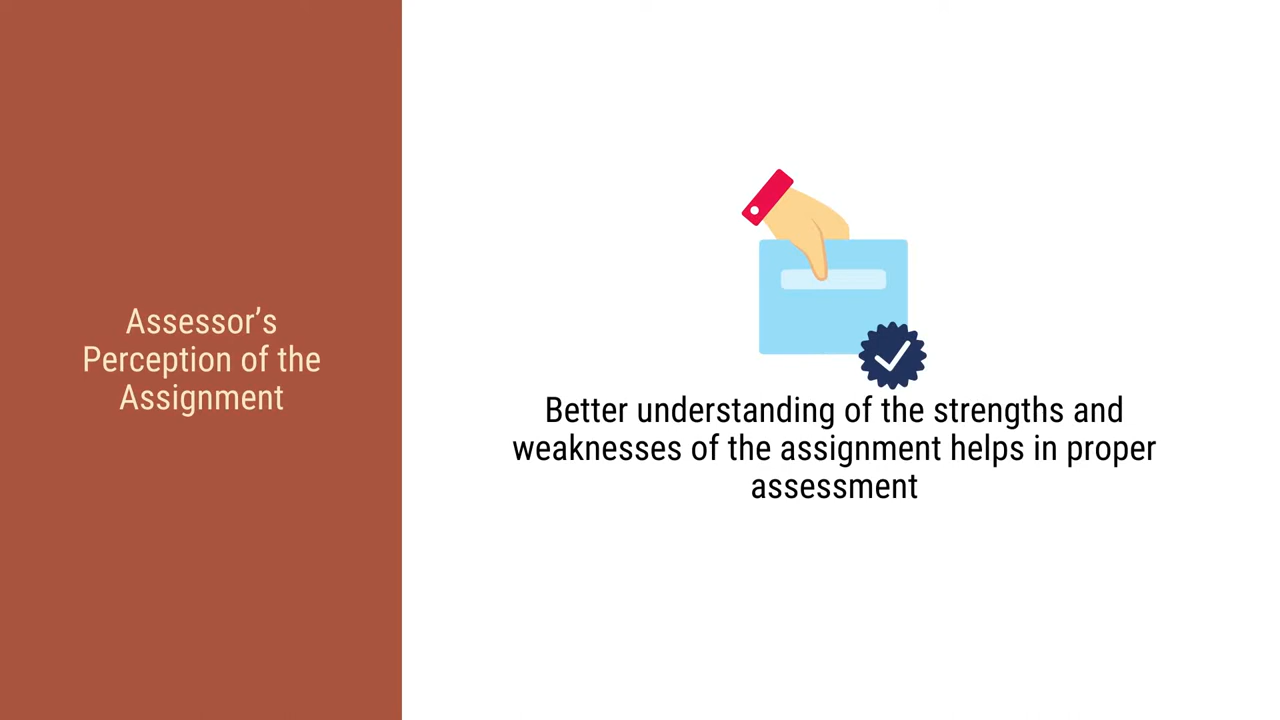 Assessor’s
Perception of the
Assignment
Better understanding of the strengths and
weaknesses of the assignment helps in proper
assessment